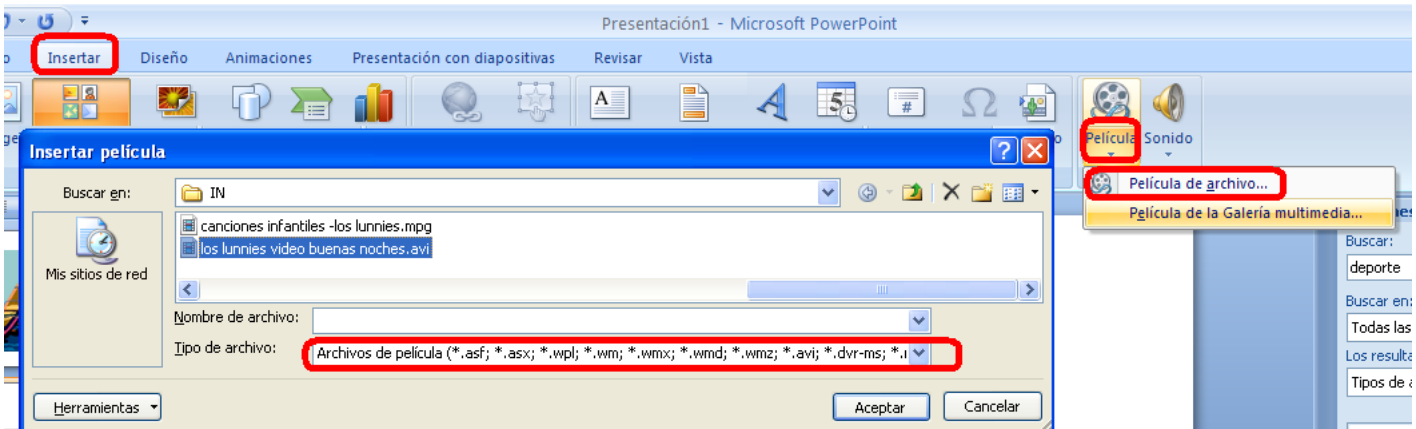 Presentación1 - Microsoft PowerPoint
Insertar Diseño Animaciones Presentación con diapositivas Revisar Vista
Película Sonido
Película de archivo...
Película de la Galería multimedia...
Insertar película
Buscar en: IN
canciones infantiles -los lunnies.mpg
los lunnies video buenas noches.avi
Mis sitios de red
Nombre de archivo:
Tipo de archivo: Archivos de película (*.asf; *.asx; *.wpl; *.wm; *.wmx; *.wmd; *.wmz; *.avi; *.dvr-ms;
Herramientas Aceptar Cancelar
Buscar:
deporte
Buscar en:
Todas las
Los
Tipos de